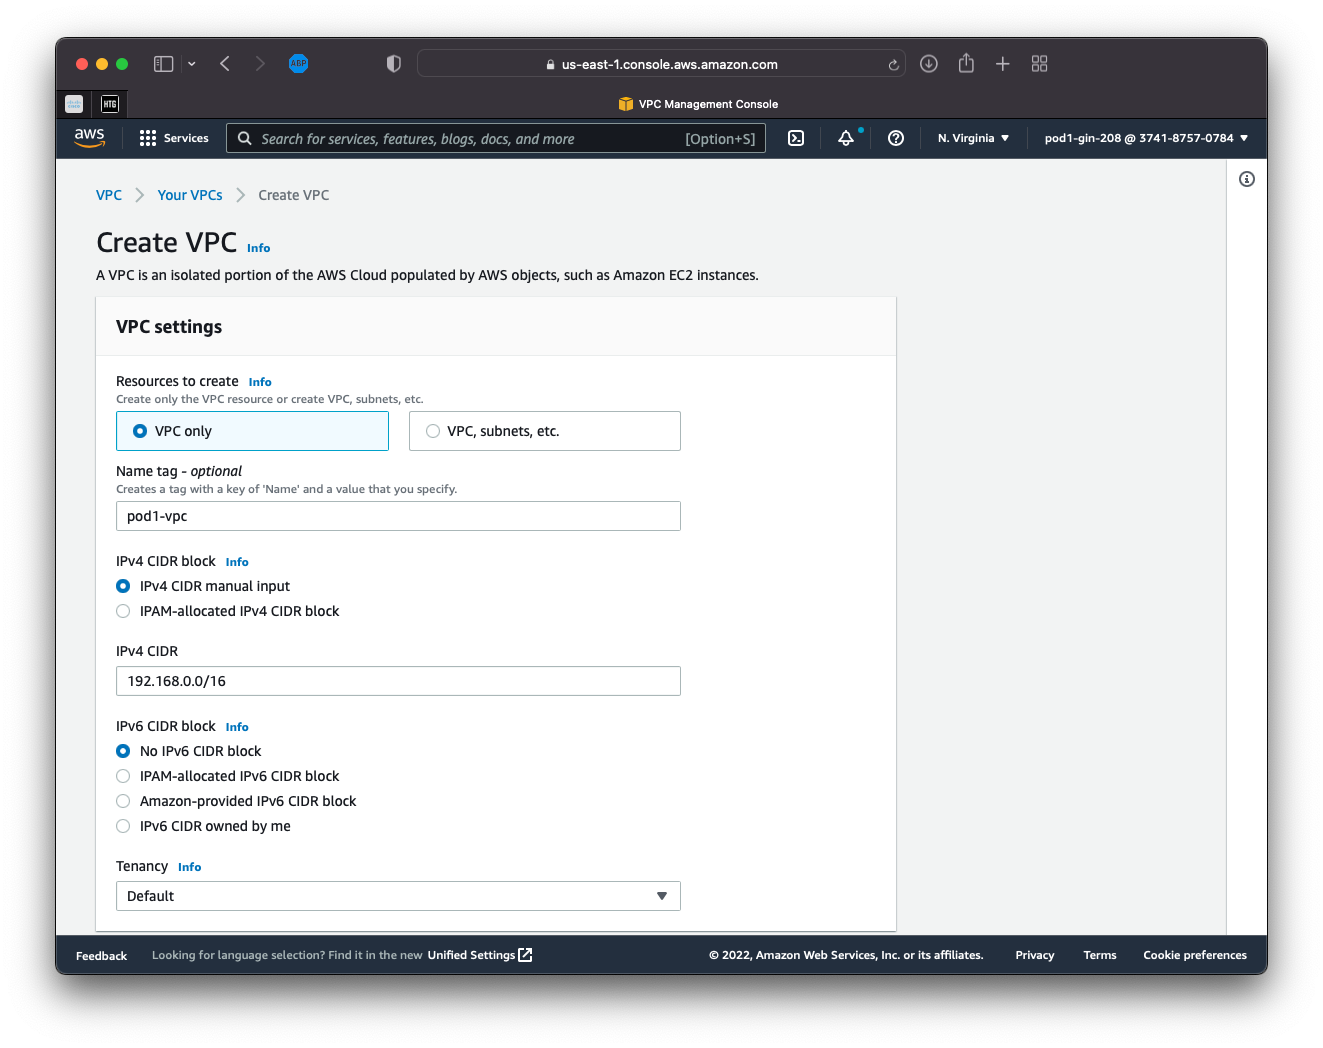 ABP
us-east-1.console.aws.amazon.com
HTG
VPC Management Console
aws
Services
Search for services, features, blogs, docs, and more
[Option+S]
N. Virginia
pod1-gin-208 @ 3741-8757-0784
VPC
Your VPCs
Create VPC
Create VPC Info
A VPC is an isolated portion of the AWS Cloud populated by AWS objects, such as Amazon EC2 instances.
VPC settings
Resources to create Info
Create only the VPC resource or create VPC, subnets, etc.
VPC only
VPC, subnets, etc.
Name tag - optional
Creates a tag with a key of 'Name' and a value that you specify.
pod1-vpc
IPv4 CIDR block Info
IPv4 CIDR manual input
IPAM-allocated IPv4 CIDR block
IPv4 CIDR
192.168.0.0/16
IPv6 CIDR block Info
No IPv6 CIDR block
IPAM-allocated IPv6 CIDR block
Amazon-provided IPv6 CIDR block
IPv6 CIDR owned by me
Tenancy Info
Default
Feedback
Looking for language selection? Find it in the new Unified Settings
© 2022, Amazon Web Services, Inc. or its affiliates.
Privacy
Terms
Cookie preferences